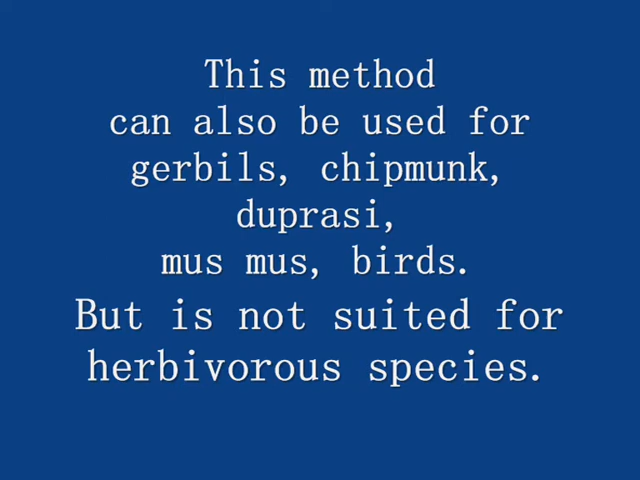 This method
can also be used for
gerbils, chipmunk,
duprasi,
mus mus, birds.
But is not suited for
herbivorous species.